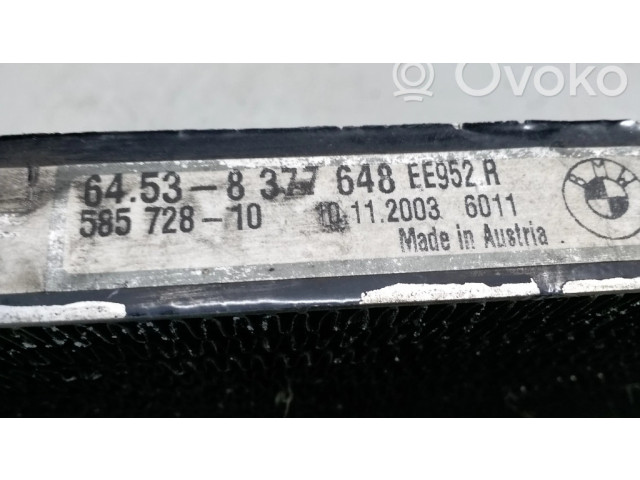 Ovoko
64.53-8 377 648 EE952 R
585 728-10 10.11.2003 6011
Made in Austria
BMW